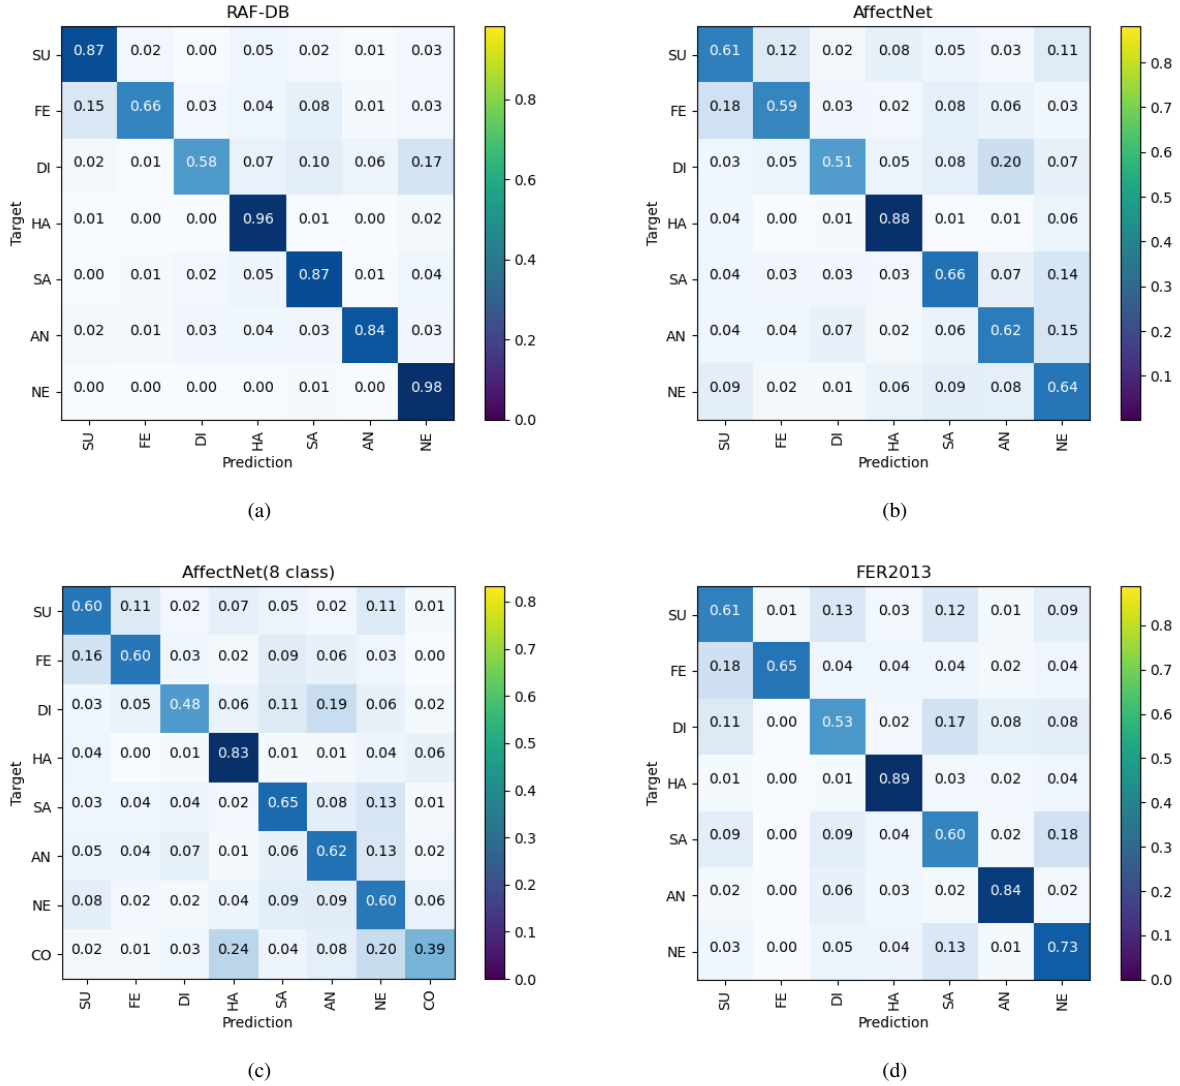 RAF-DB
SU 0.87 0.02 0.00 0.05 0.02 0.01 0.03
FE 0.15 0.66 0.03 0.04 0.08 0.01 0.03
DI 0.02 0.01 0.58 0.07 0.10 0.06 0.17
HA 0.01 0.00 0.00 0.96 0.01 0.00 0.02
SA 0.00 0.01 0.02 0.05 0.87 0.01 0.04
AN 0.02 0.01 0.03 0.04 0.03 0.84 0.03
NE 0.00 0.00 0.00 0.00 0.01 0.00 0.98
SU FE DI HA SA AN NE
Target
Prediction
0.8
0.6
0.4
0.2
0.0
(a)
AffectNet
SU 0.61 0.12 0.02 0.08 0.05 0.03 0.11
FE 0.18 0.59 0.03 0.02 0.08 0.06 0.03
DI 0.03 0.05 0.51 0.05 0.08 0.20 0.07
HA 0.04 0.00 0.01 0.88 0.01 0.01 0.06
SA 0.04 0.03 0.03 0.03 0.66 0.07 0.14
AN 0.04 0.04 0.07 0.02 0.06 0.62 0.15
NE 0.09 0.02 0.01 0.06 0.09 0.08 0.64
SU FE DI HA SA AN NE
Target
Prediction
0.8
0.7
0.6
0.5
0.4
0.3
0.2
0.1
(b)
AffectNet(8 class)
SU 0.60 0.11 0.02 0.07 0.05 0.02 0.11 0.01
FE 0.16 0.60 0.03 0.02 0.09 0.06 0.03 0.00
DI 0.03 0.05 0.48 0.06 0.11 0.19 0.06 0.02
HA 0.04 0.00 0.01 0.83 0.01 0.01 0.04 0.06
SA 0.03 0.04 0.04 0.02 0.65 0.08 0.13 0.01
AN 0.05 0.04 0.07 0.01 0.06 0.62 0.13 0.02
NE 0.08 0.02 0.02 0.04 0.09 0.09 0.60 0.06
CO 0.02 0.01 0.03 0.24 0.04 0.08 0.20 0.39
SU FE DI HA SA AN NE CO
Target
Prediction
0.8
0.7
0.6
0.5
0.4
0.3
0.2
0.1
0.0
(c)
FER2013
SU 0.61 0.01 0.13 0.03 0.12 0.01 0.09
FE 0.18 0.65 0.04 0.04 0.04 0.02 0.04
DI 0.11 0.00 0.53 0.02 0.17 0.08 0.08
HA 0.01 0.00 0.01 0.89 0.03 0.02 0.04
SA 0.09 0.00 0.09 0.04 0.60 0.02 0.18
AN 0.02 0.00 0.06 0.03 0.02 0.84 0.02
NE 0.03 0.00 0.05 0.04 0.13 0.01 0.73
SU FE DI HA SA AN NE
Target
Prediction
0.8
0.7
0.6
0.5
0.4
0.3
0.2
0.1
0.0
(d)